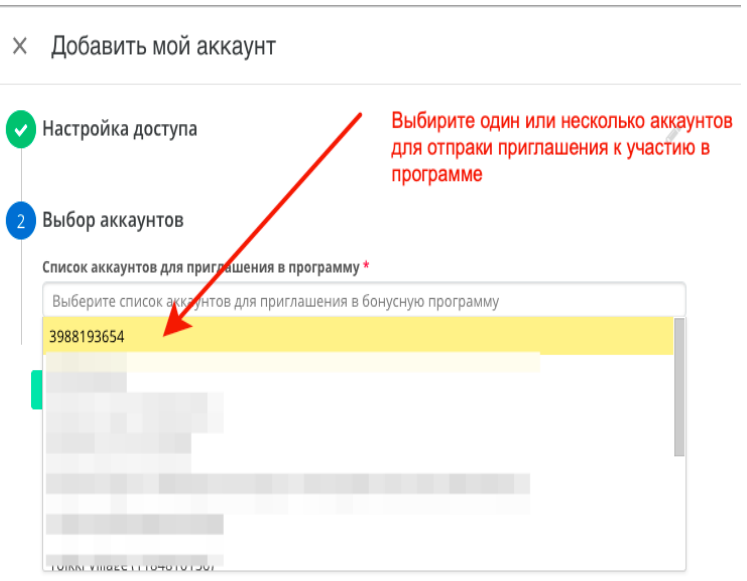 × Добавить мой аккаунт
Выбирите один или несколько аккаунтов
для отпраки приглашения к участию в
программе
Настройка доступа
2 Выбор аккаунтов
Список аккаунтов для приглашения в программу *
Выберите список аккаунтов для приглашения в бонусную программу
3988193654